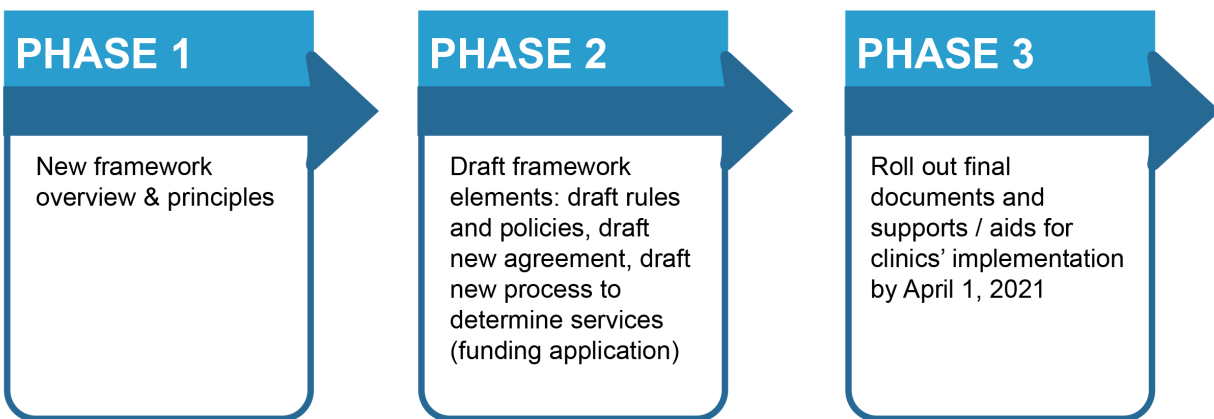 PHASE 1
New framework
overview & principles
PHASE 2
Draft framework
elements: draft rules
and policies, draft
new agreement, draft
new process to
determine services
(funding application)
PHASE 3
Roll out final
documents and
supports / aids for
clinics’ implementation
by April 1, 2021